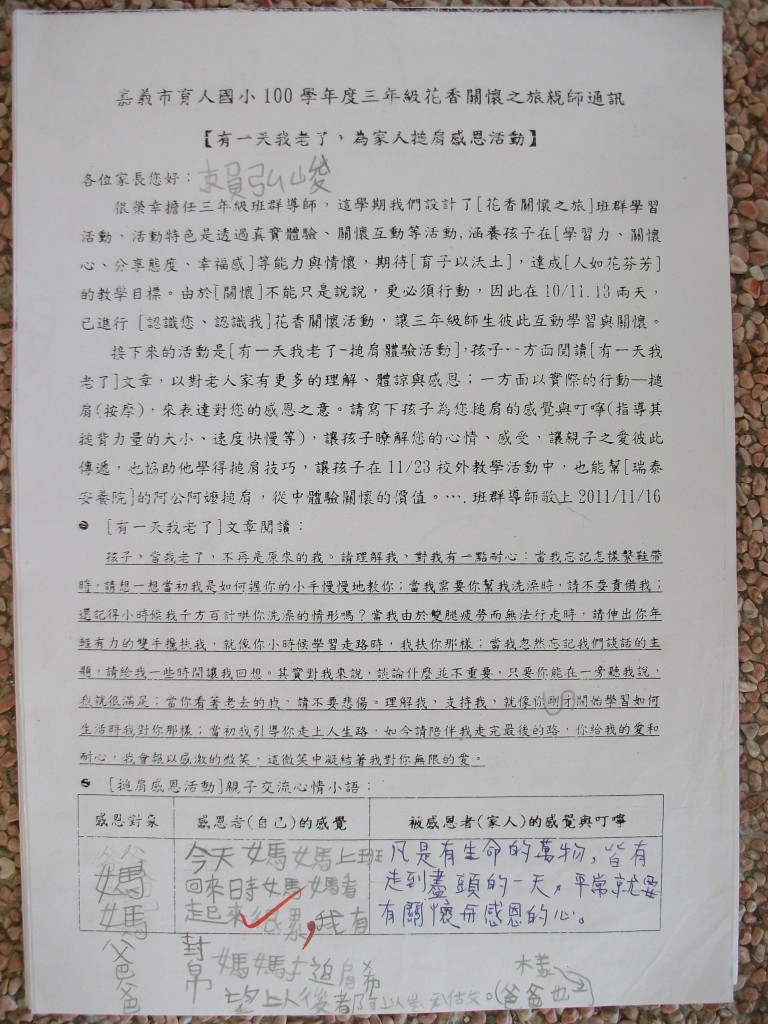 嘉義市育人國小100學年度三年級花香關懷之旅親師通訊
【有一天我老了，為家人搥肩感恩活動】
各位家長您好：賴弘峻
很榮幸擔任三年級班群導師，這學期我們設計了[花香關懷之旅]班群學習
活動，活動特色是透過真實體驗、關懷互動等活動,涵養孩子在[學習力、關懷
心、分享態度、幸福感]等能力與情懷，期待[育子以沃土]，達成[人如花芬芳]
的教學目標。由於[關懷]不能只是說說，更必須行動，因此在10/11.13兩天，
已進行 [認識您、認識我]花香關懷活動，讓三年級師生彼此互動學習與關懷。
接下來的活動是[有一天我老了-搥肩體驗活動],孩子一方面閱讀[有一天我
老了]文章，以對老人家有更多的理解、體諒與感恩；一方面以實際的行動—搥
肩(按摩)，來表達對您的感恩之意。請寫下孩子為您搥肩的感覺與叮嚀(指導其
搥背力量的大小、速度快慢等)，讓孩子瞭解您的心情、感受，讓親子之愛彼此
傳遞，也協助他學得搥肩技巧，讓孩子在11/23校外教學活動中，也能幫[瑞泰
安養院]的阿公阿嬤搥肩，從中體驗關懷的價值。….班群導師敬上 2011/11/16
[有一天我老了]文章閱讀：
孩子，當我老了，不再是原來的我。請理解我，對我有一點耐心；當我忘記怎樣繫鞋帶
時，請想一想當初我是如何握你的小手慢慢地教你；當我需要你幫我洗澡時，請不要責備我；
還記得小時候我千方百計哄你洗澡的情形嗎？當我由於雙腿疲勞而無法行走時，請伸出你年
輕有力的雙手攙扶我，就像你小時候學習走路時，我扶你那樣；當我忽然忘記我們談話的主
題，請給我一些時間讓我回想。其實對我來說，談論什麼並不重要，只要你能在一旁聽我說，
我就很滿足；當你看著老去的我，請不要悲傷。理解我，支持我，就像你剛才開始學習如何
生活時我對你那樣；當初我引導你走上人生路，如今請陪伴我走完最後的路，你給我的愛和
耐心，我會報以感激的微笑，這微笑中凝結著我對你無限的愛。
[搥肩感恩活動]親子交流心情小語：
感恩對象 感恩者(自己)的感覺 被感恩者(家人)的感覺與叮嚀
媽媽爸爸
今天媽媽上班
回來日時媽媽看
起來很累,我有
封帛媽媽
希
望
後者
樣
(爸爸也
凡是有生命的萬物，皆有
走到盡頭的一天，平常就要
有關懷與感恩的心。